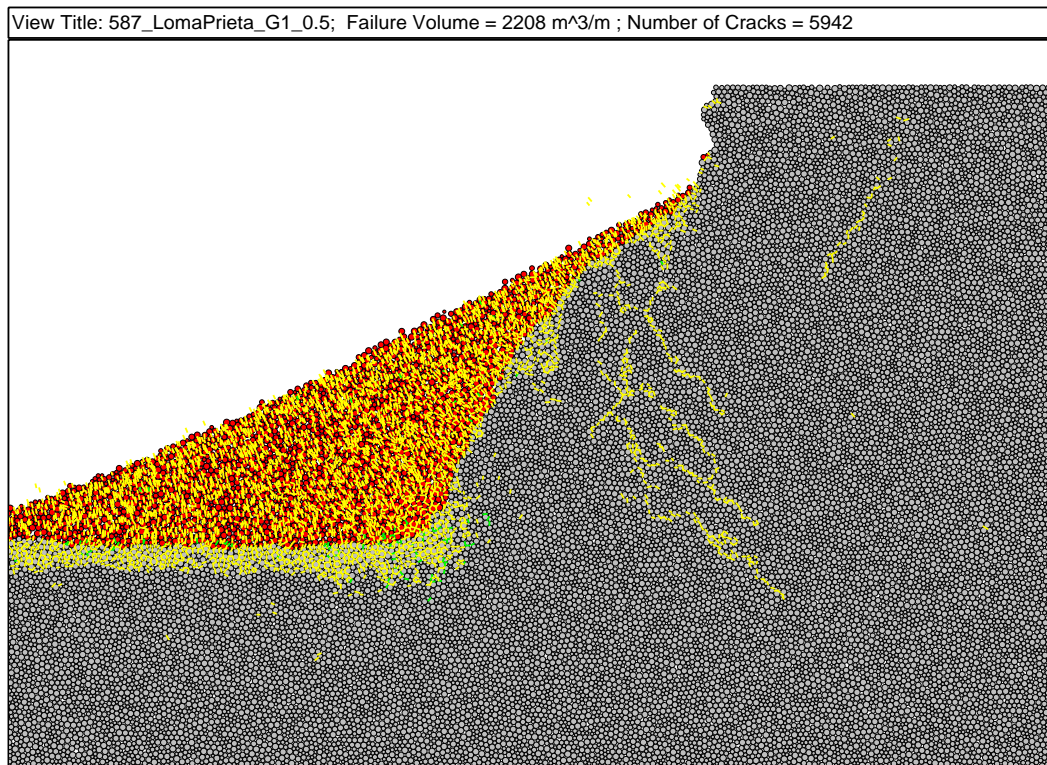 View Title: 587_LomaPrieta_G1_0.5;  Failure Volume = 2208 m^3/m ; Number of Cracks = 5942